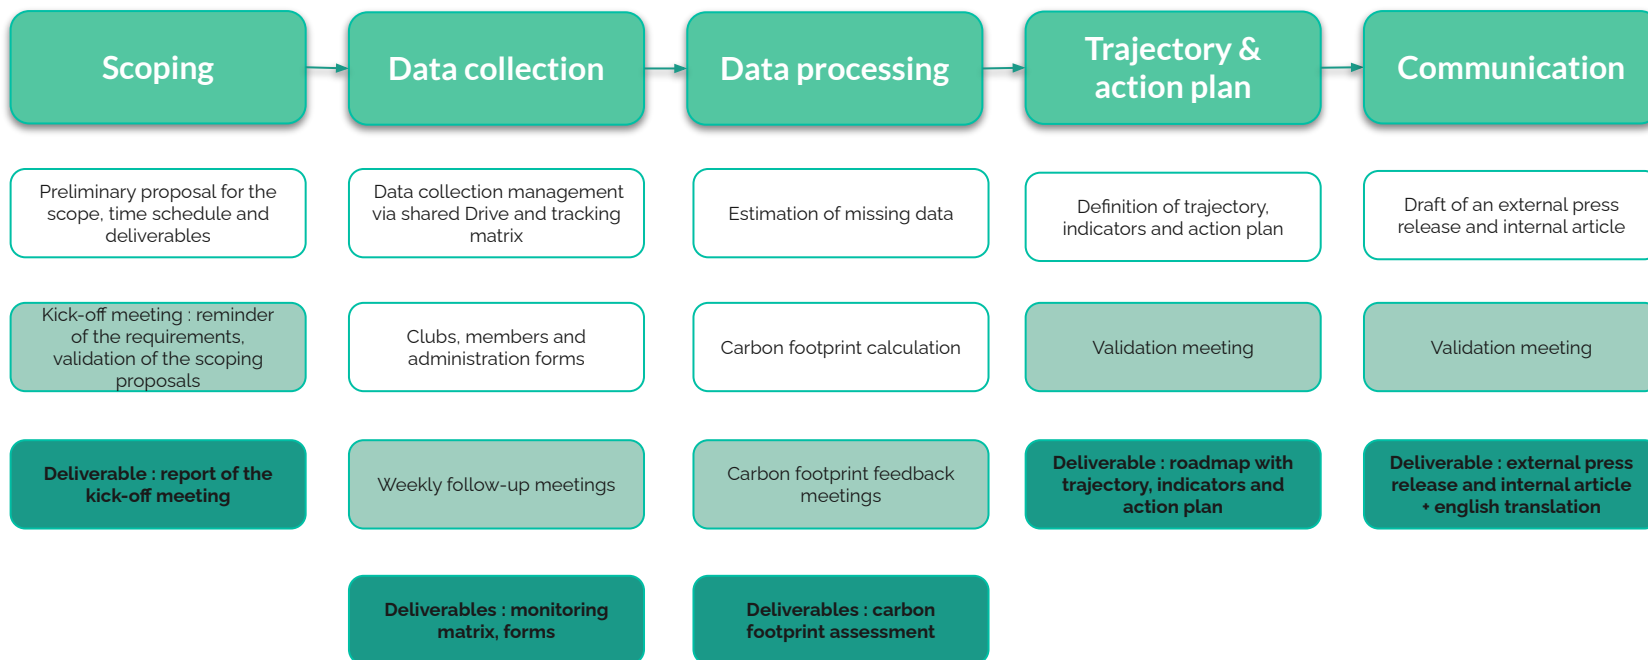 Scoping
Data collection
Data processing
Trajectory &
action plan
Communication
Preliminary proposal for the
scope, time schedule and
deliverables
Data collection management
via shared Drive and tracking
matrix
Estimation of missing data
Definition of trajectory,
indicators and action plan
Draft of an external press
release and internal article
Kick-off meeting : reminder
of the requirements,
validation of the scoping
proposals
Clubs, members and
administration forms
Carbon footprint calculation
Validation meeting
Validation meeting
Deliverable : report of the
kick-off meeting
Weekly follow-up meetings
Carbon footprint feedback
meetings
Deliverable : roadmap with
trajectory, indicators and
action plan
Deliverable : external press
release and internal article
+ english translation
Deliverables : monitoring
matrix, forms
Deliverables : carbon
footprint assessment